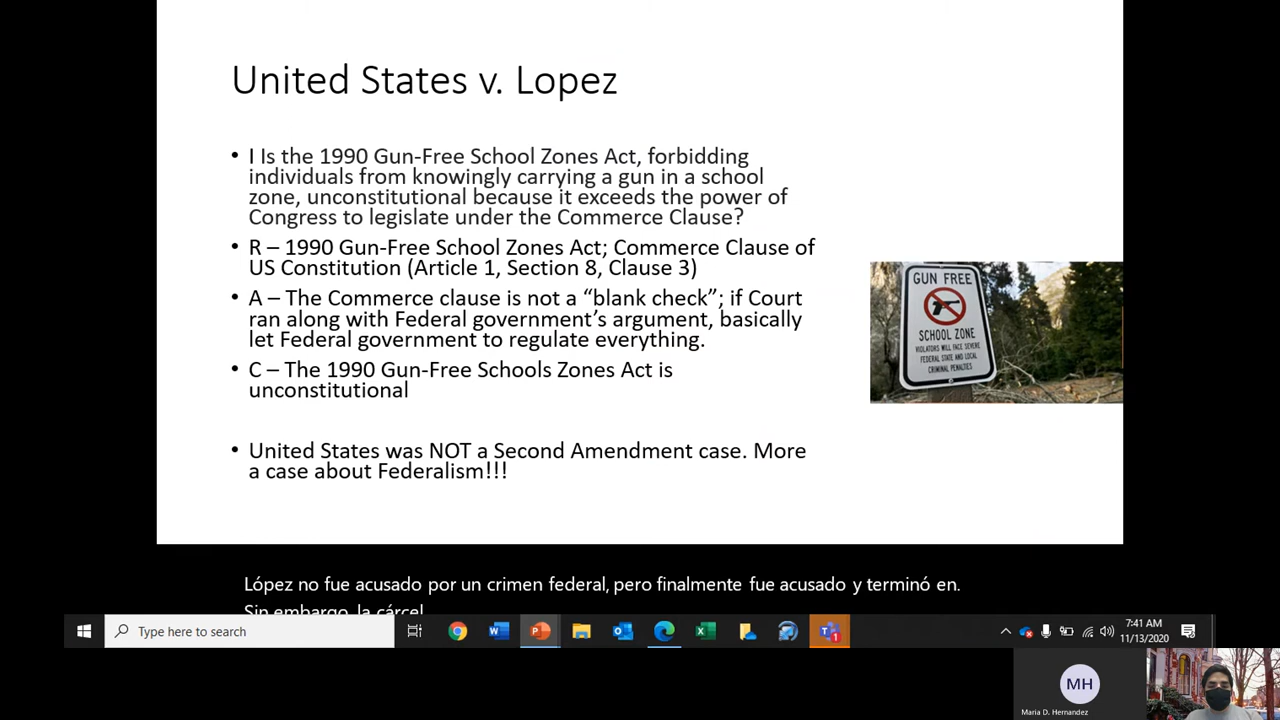 United States v. Lopez
• I Is the 1990 Gun-Free School Zones Act, forbidding
individuals from knowingly carrying a gun in a school
zone, unconstitutional because it exceeds the power of
Congress to legislate under the Commerce Clause?
• R – 1990 Gun-Free School Zones Act; Commerce Clause of
US Constitution (Article 1, Section 8, Clause 3)
• A – The Commerce clause is not a “blank check”; if Court
ran along with Federal government’s argument, basically
let Federal government to regulate everything.
• C – The 1990 Gun-Free Schools Zones Act is
unconstitutional
• United States was NOT a Second Amendment case. More
a case about Federalism!!!
GUN FREE
SCHOOL ZONE
VIOLATORS WILL FACE SEVERE
FEDERAL STATE AND LOCAL
CRIMINAL PENALTIES
López no fue acusado por un crimen federal, pero finalmente fue acusado y terminó en.
Sin embargo, la cárcel
Type here to search
7:41 AM
11/13/2020
MH
Maria D. Hernandez